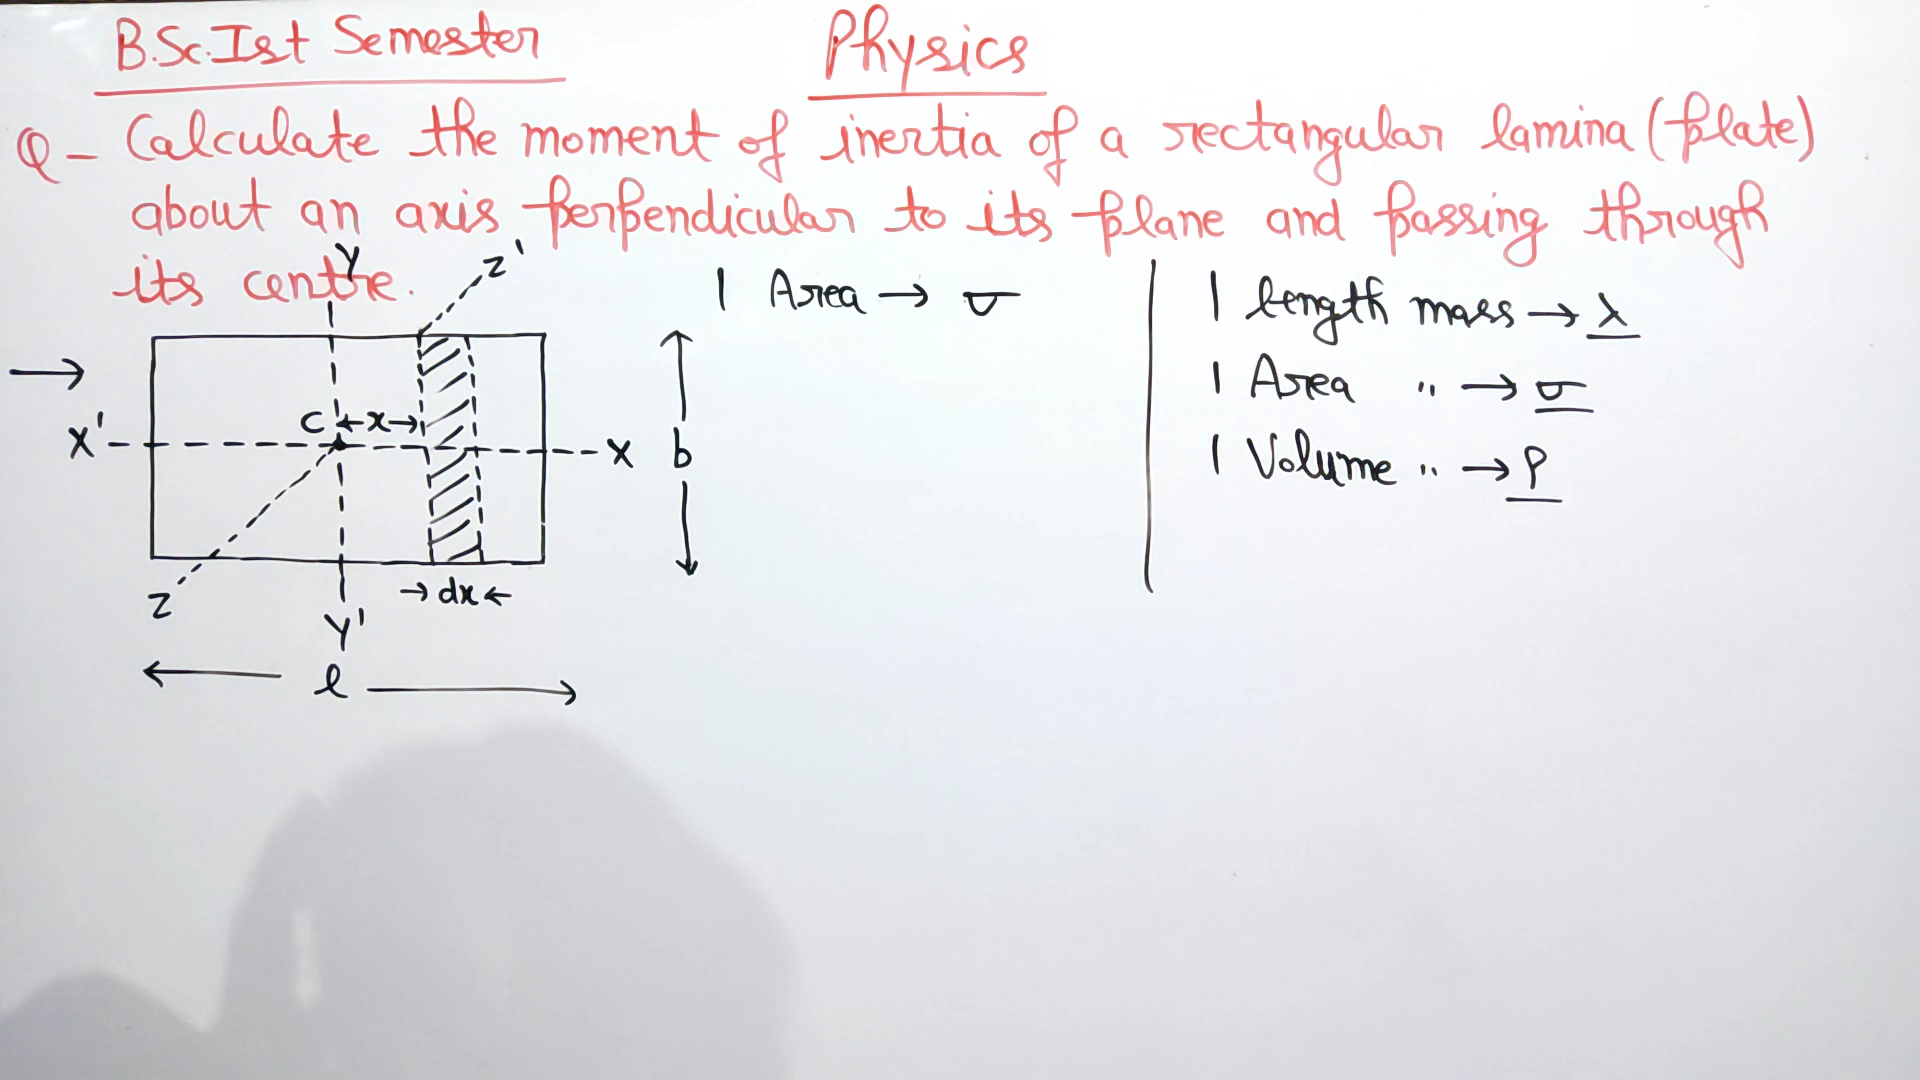 B.Sc. Ist Semester
Physics
Q- Calculate the moment of inertia of a rectangular lamina (plate)
about an axis perpendicular to its plane and passing through
its centre.
1 Area → σ
1 length mass → λ
1 Area " → σ
1 Volume " → ρ
Y
Z'
C ← x →
X'
X
b
Z
→ dx ←
Y'
l